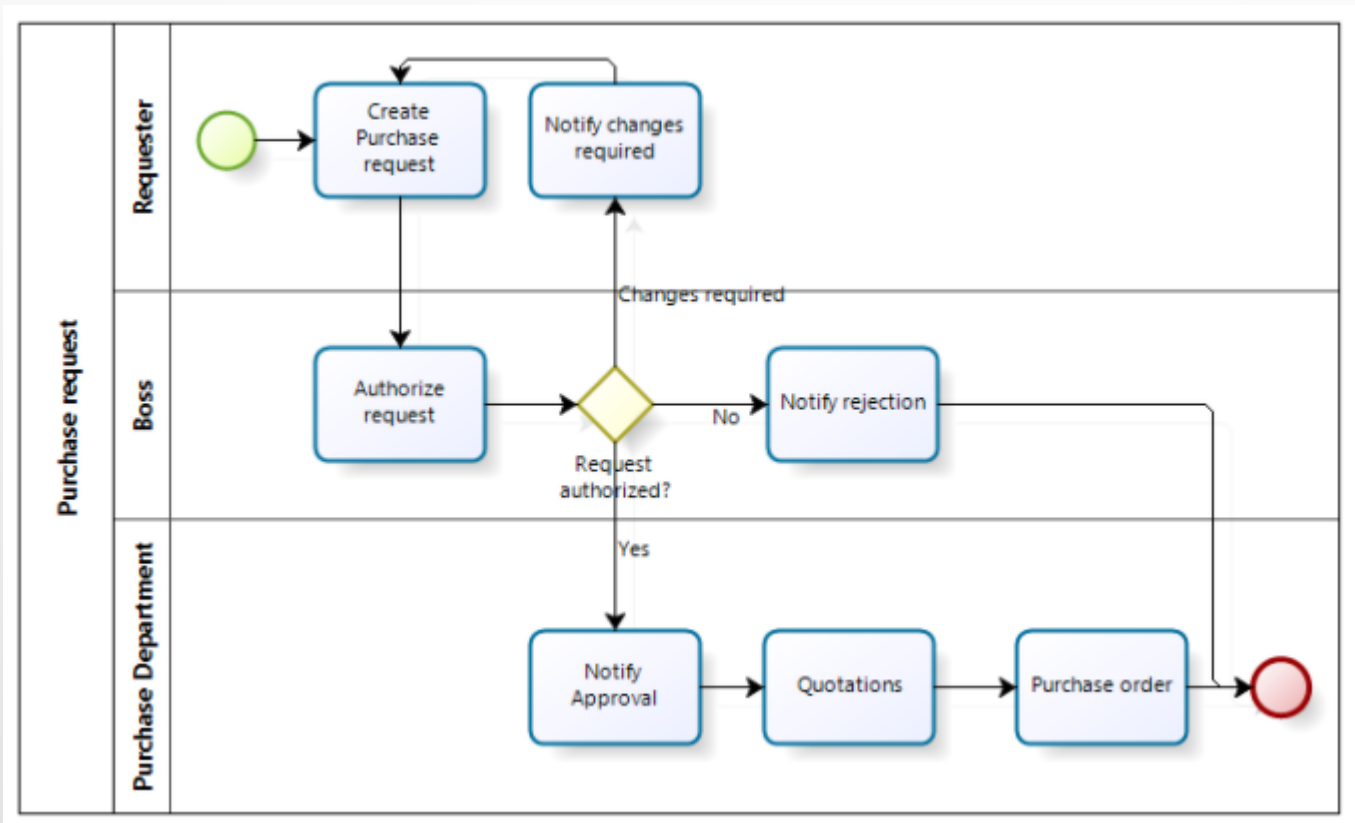 Purchase request
Requester
Create
Purchase
request
Notify changes
required
Changes required
Boss
Authorize
request
Request
authorized?
No
Notify rejection
Yes
Purchase Department
Notify
Approval
Quotations
Purchase order